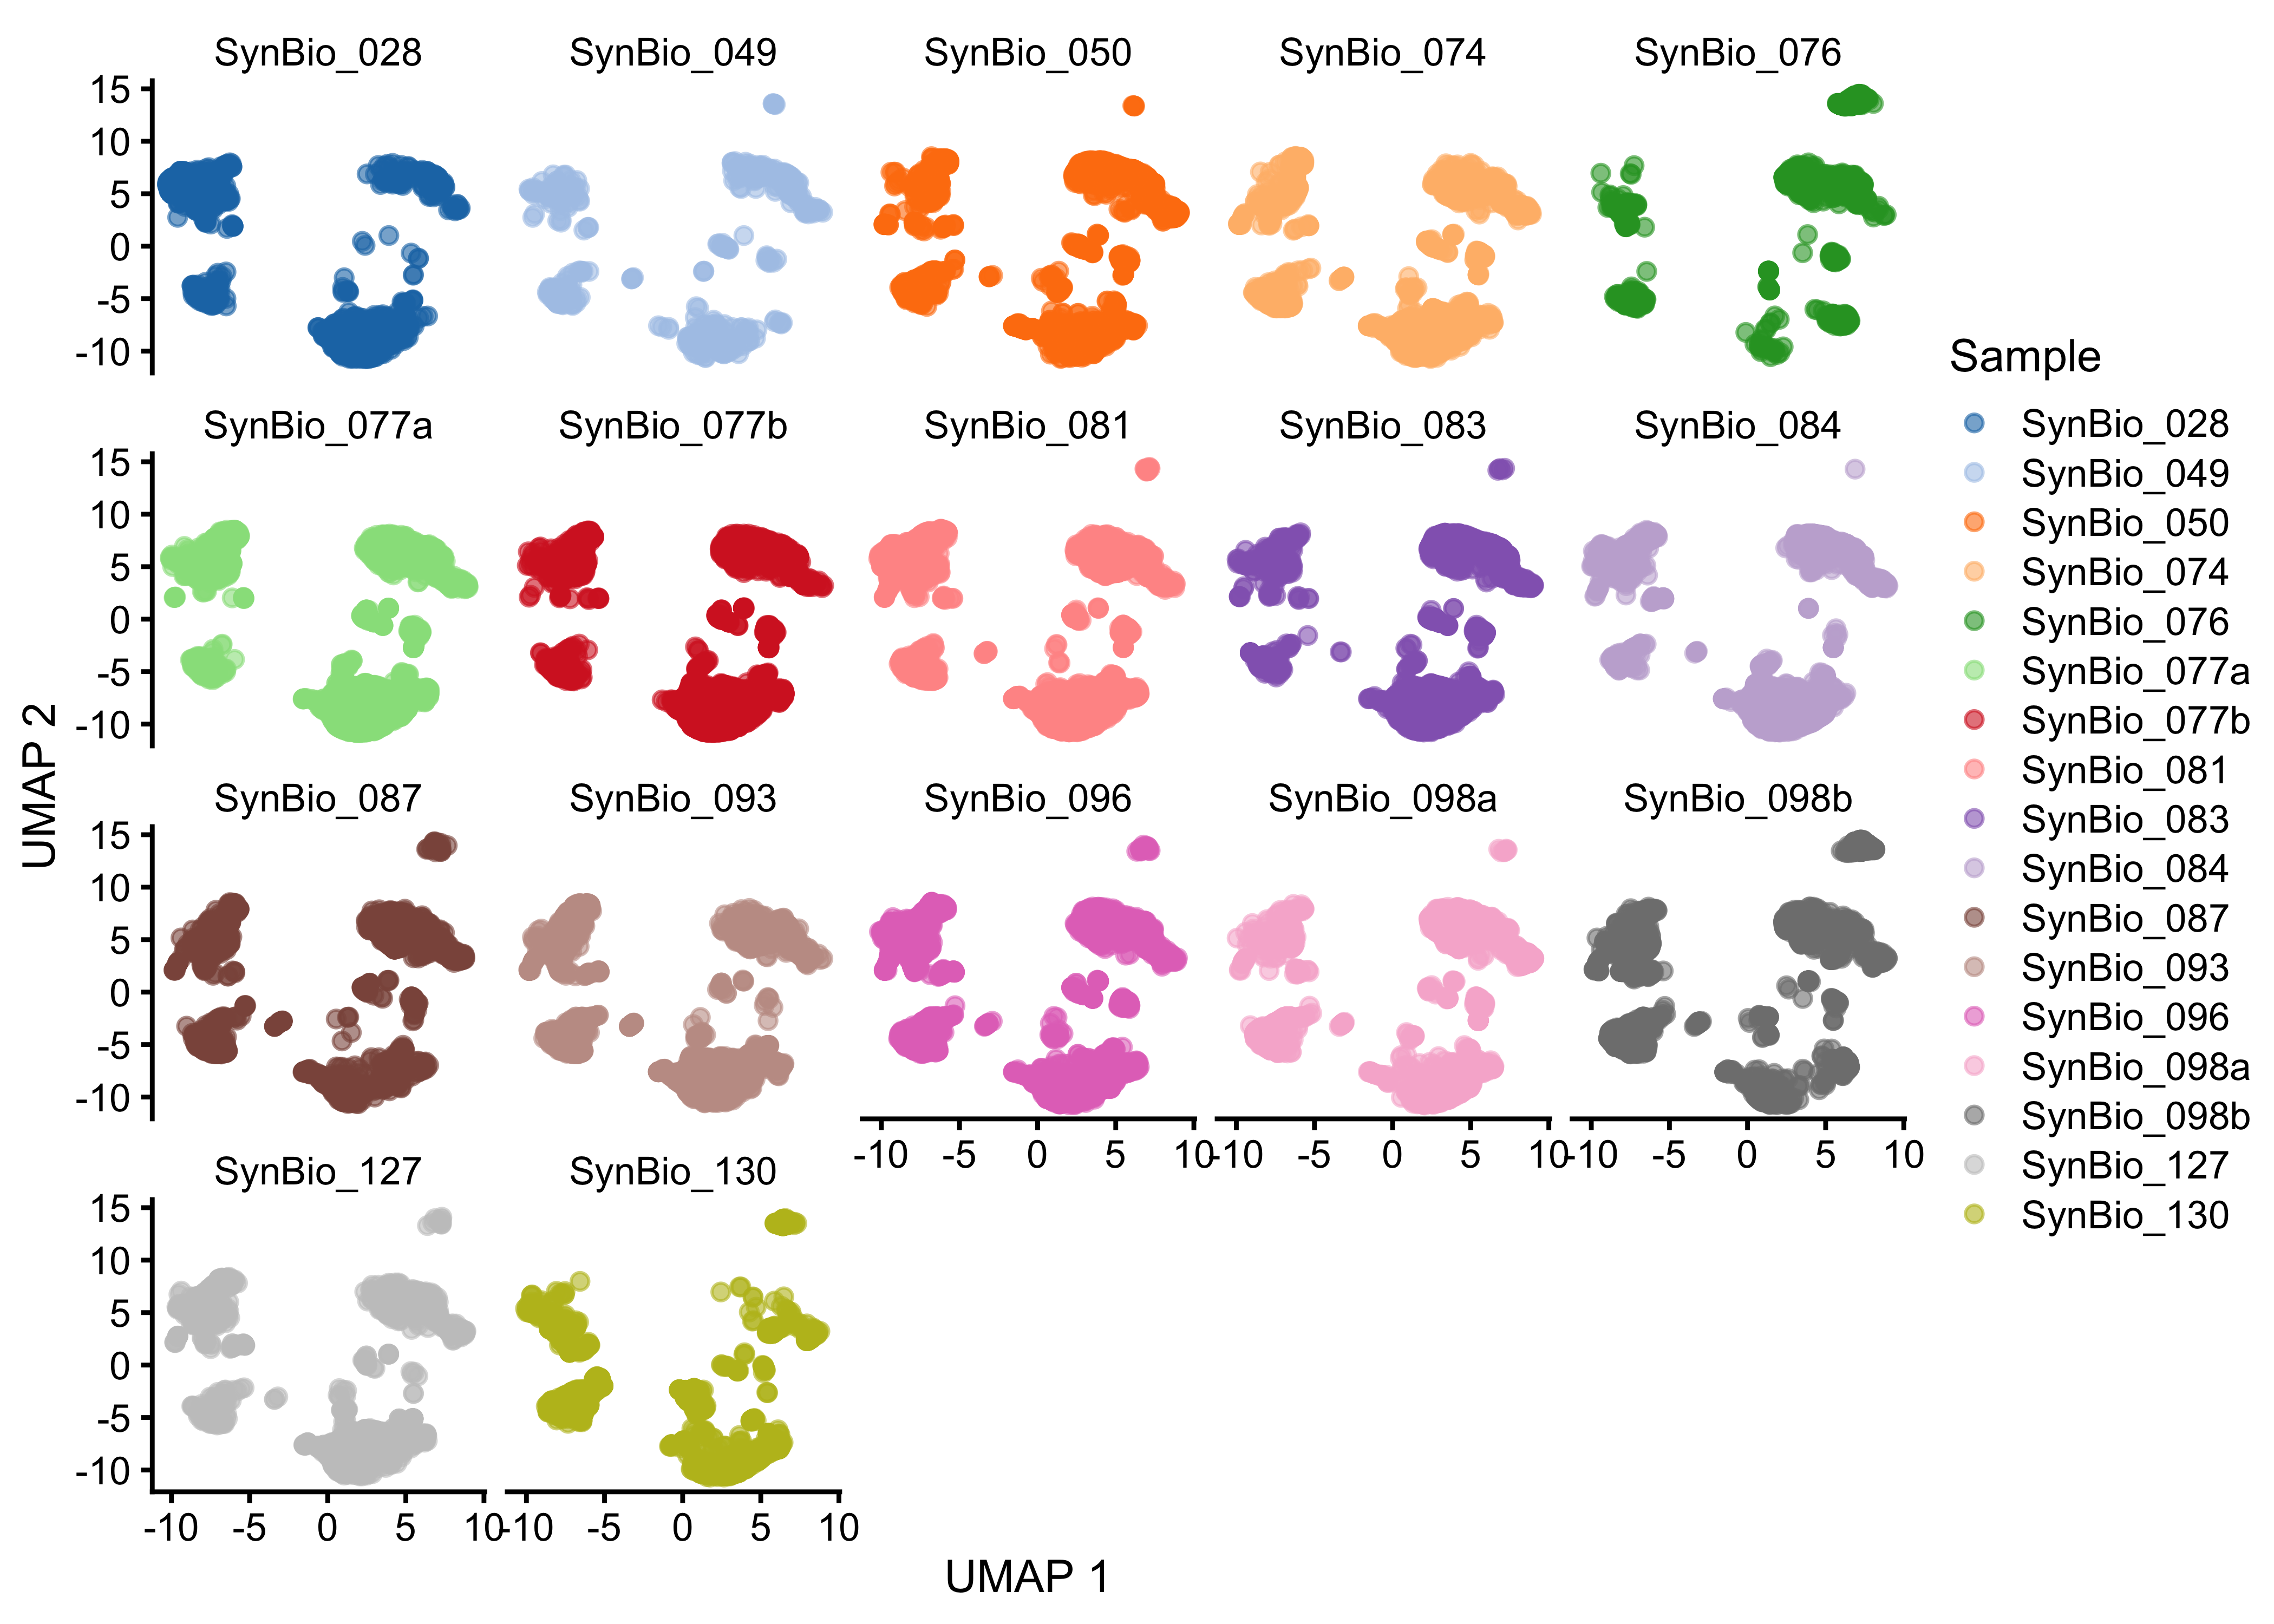 SynBio_028 SynBio_049 SynBio_050 SynBio_074 SynBio_076
15
10
5
0
-5
-10
SynBio_077a SynBio_077b SynBio_081 SynBio_083 SynBio_084
15
10
5
0
-5
-10
SynBio_087 SynBio_093 SynBio_096 SynBio_098a SynBio_098b
15
10
5
0
-5
-10
-10 -5 0 5 10 -10 -5 0 5 10 -10 -5 0 5 10
SynBio_127 SynBio_130
15
10
5
0
-5
-10
-10 -5 0 5 10 -10 -5 0 5 10
UMAP 1
UMAP 2
Sample
SynBio_028
SynBio_049
SynBio_050
SynBio_074
SynBio_076
SynBio_077a
SynBio_077b
SynBio_081
SynBio_083
SynBio_084
SynBio_087
SynBio_093
SynBio_096
SynBio_098a
SynBio_098b
SynBio_127
SynBio_130